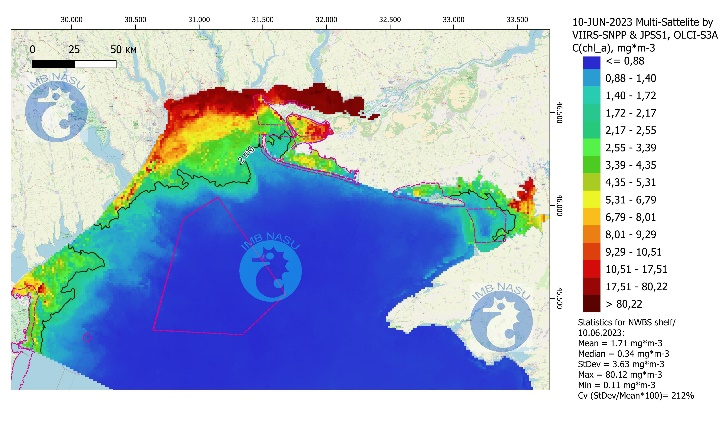 30.000 30.500 31.000 31.500 32.000 32.500 33.000 33.500
0 25 50 км
IMB NASU
IMB NASU
IMB NASU
46.500
46.000
45.500
10-JUN-2023 Multi-Sattelite by
VIIRS-SNPP & JPSS1, OLCI-S3A
C(chl_a), mg*m-3
<= 0,88
0,88 - 1,40
1,40 - 1,72
1,72 - 2,17
2,17 - 2,55
2,55 - 3,39
3,39 - 4,35
4,35 - 5,31
5,31 - 6,79
6,79 - 8,01
8,01 - 9,29
9,29 - 10,51
10,51 - 17,51
17,51 - 80,22
> 80,22
Statistics for NWBS shelf/
10.06.2023:
Mean = 1.71 mg*m-3
Median = 0.34 mg*m-3
StDev = 3.63 mg*m-3
Max = 80.12 mg*m-3
Min = 0.11 mg*m-3
Cv (StDev/Mean*100)= 212%